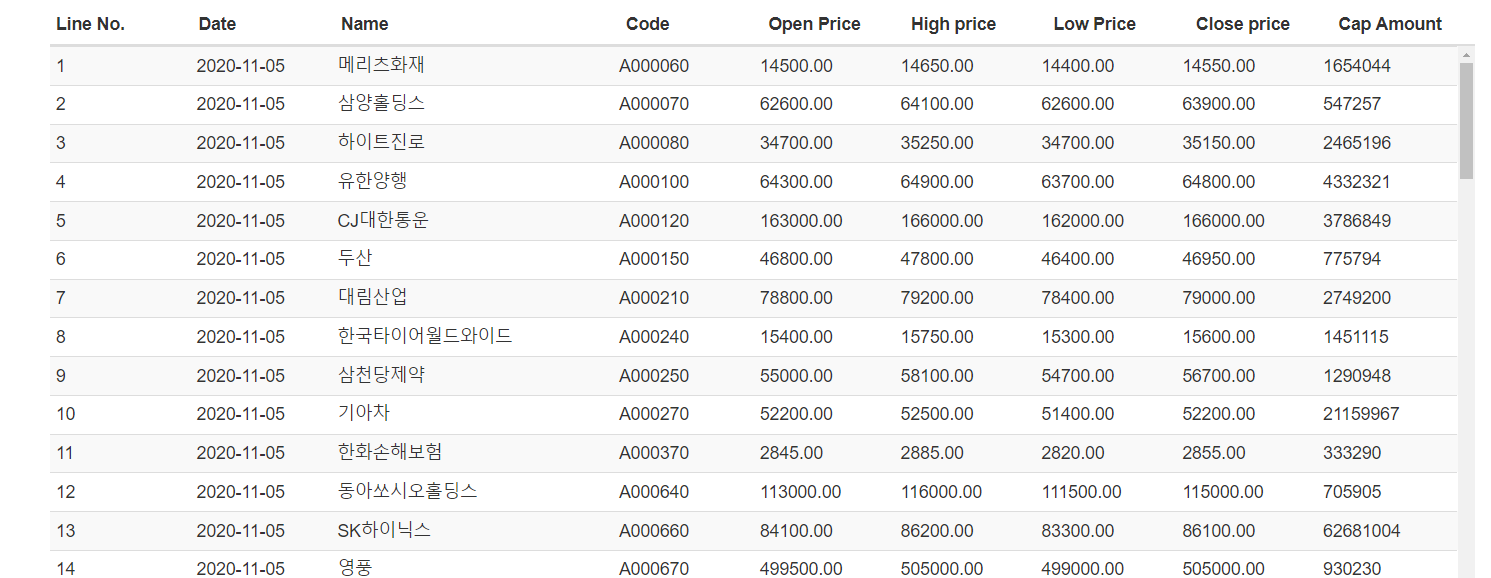 Line No. Date Name Code Open Price High price Low Price Close price Cap Amount
1 2020-11-05 메리츠화재 A000060 14500.00 14650.00 14400.00 14550.00 1654044
2 2020-11-05 삼양홀딩스 A000070 62600.00 64100.00 62600.00 63900.00 547257
3 2020-11-05 하이트진로 A000080 34700.00 35250.00 34700.00 35150.00 2465196
4 2020-11-05 유한양행 A000100 64300.00 64900.00 63700.00 64800.00 4332321
5 2020-11-05 CJ대한통운 A000120 163000.00 166000.00 162000.00 166000.00 3786849
6 2020-11-05 두산 A000150 46800.00 47800.00 46400.00 46950.00 775794
7 2020-11-05 대림산업 A000210 78800.00 79200.00 78400.00 79000.00 2749200
8 2020-11-05 한국타이어월드와이드 A000240 15400.00 15750.00 15300.00 15600.00 1451115
9 2020-11-05 삼천당제약 A000250 55000.00 58100.00 54700.00 56700.00 1290948
10 2020-11-05 기아차 A000270 52200.00 52500.00 51400.00 52200.00 21159967
11 2020-11-05 한화손해보험 A000370 2845.00 2885.00 2820.00 2855.00 333290
12 2020-11-05 동아쏘시오홀딩스 A000640 113000.00 116000.00 111500.00 115000.00 705905
13 2020-11-05 SK하이닉스 A000660 84100.00 86200.00 83300.00 86100.00 62681004
14 2020-11-05 영풍 A000670 499500.00 505000.00 499000.00 505000.00 930230